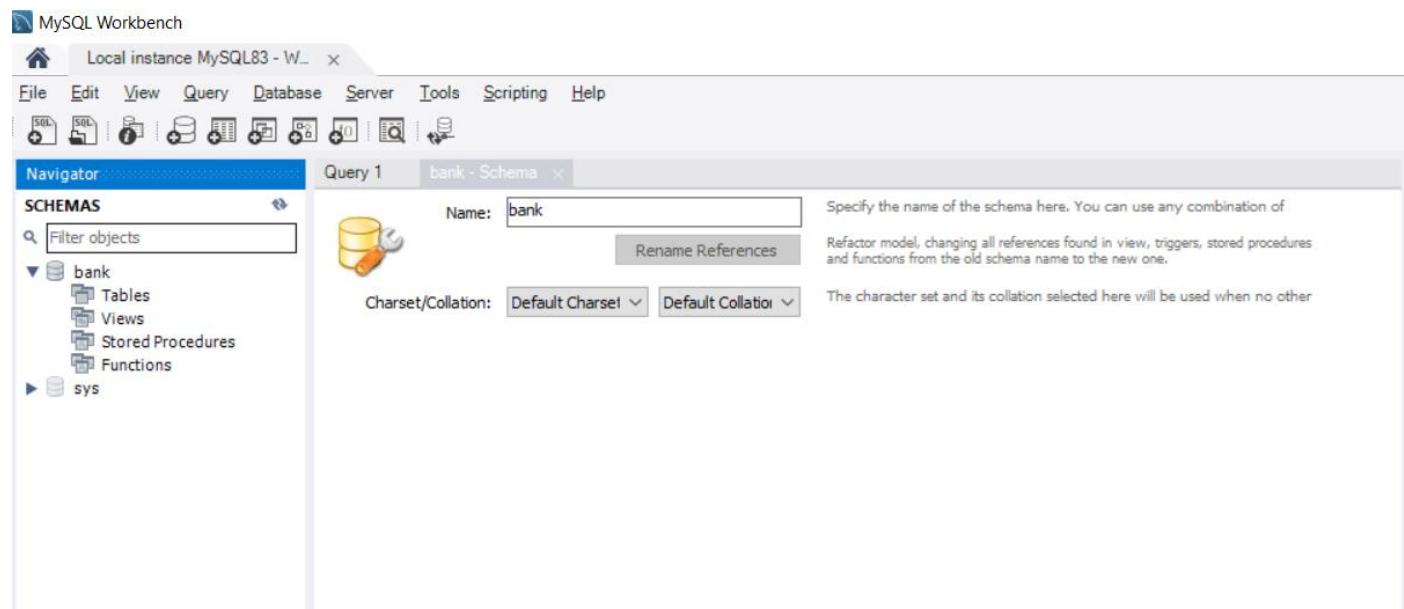 MySQL Workbench
Local instance MySQL83 - W...
File Edit View Query Database Server Tools Scripting Help
SQL SQL
Navigator
Query 1 bank - Schema
SCHEMAS
Filter objects
bank
Tables
Views
Stored Procedures
Functions
sys
Name: bank
Specify the name of the schema here. You can use any combination of
Rename References
Refactor model, changing all references found in view, triggers, stored procedures
and functions from the old schema name to the new one.
Charset/Collation: Default Charset Default Collation
The character set and its collation selected here will be used when no other